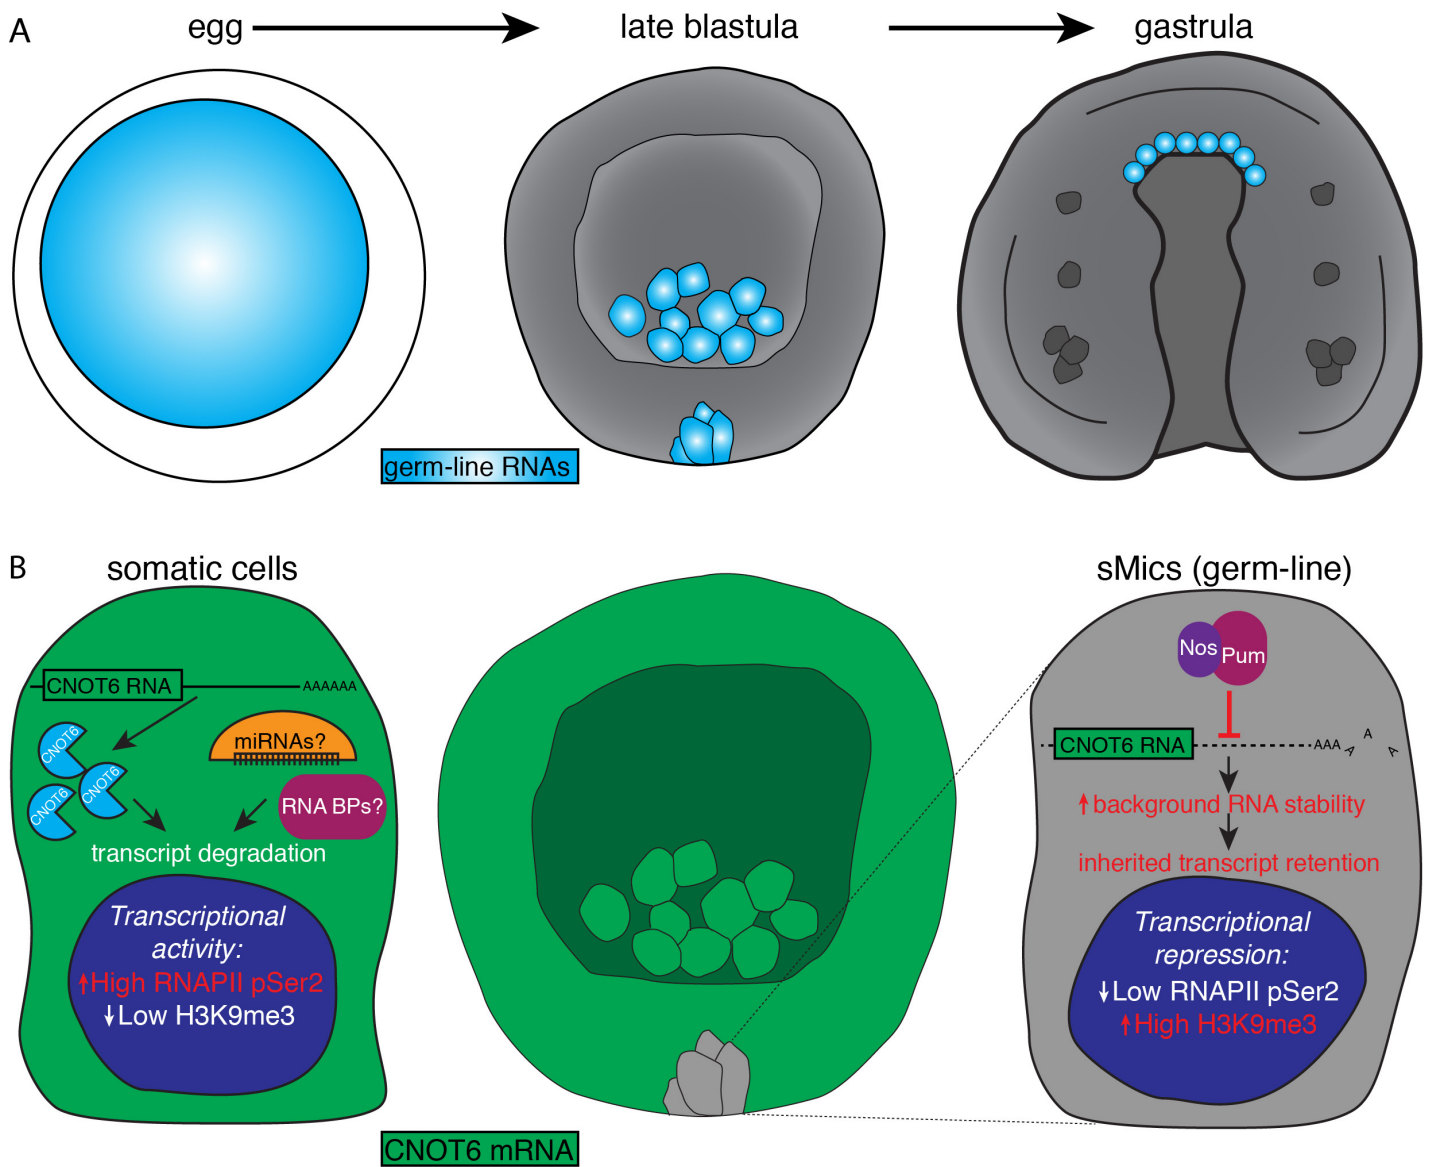 A
egg
late blastula
gastrula
germ-line RNAs
B
somatic cells
sMics (germ-line)
CNOT6 RNA
AAAAAA
CNOT6
CNOT6
CNOT6
miRNAs?
RNA BPs?
transcript degradation
Transcriptional
activity:
High RNAPII pSer2
Low H3K9me3
Nos
Pum
CNOT6 RNA
AAA
A
A
A
background RNA stability
inherited transcript retention
Transcriptional
repression:
Low RNAPII pSer2
High H3K9me3
CNOT6 mRNA